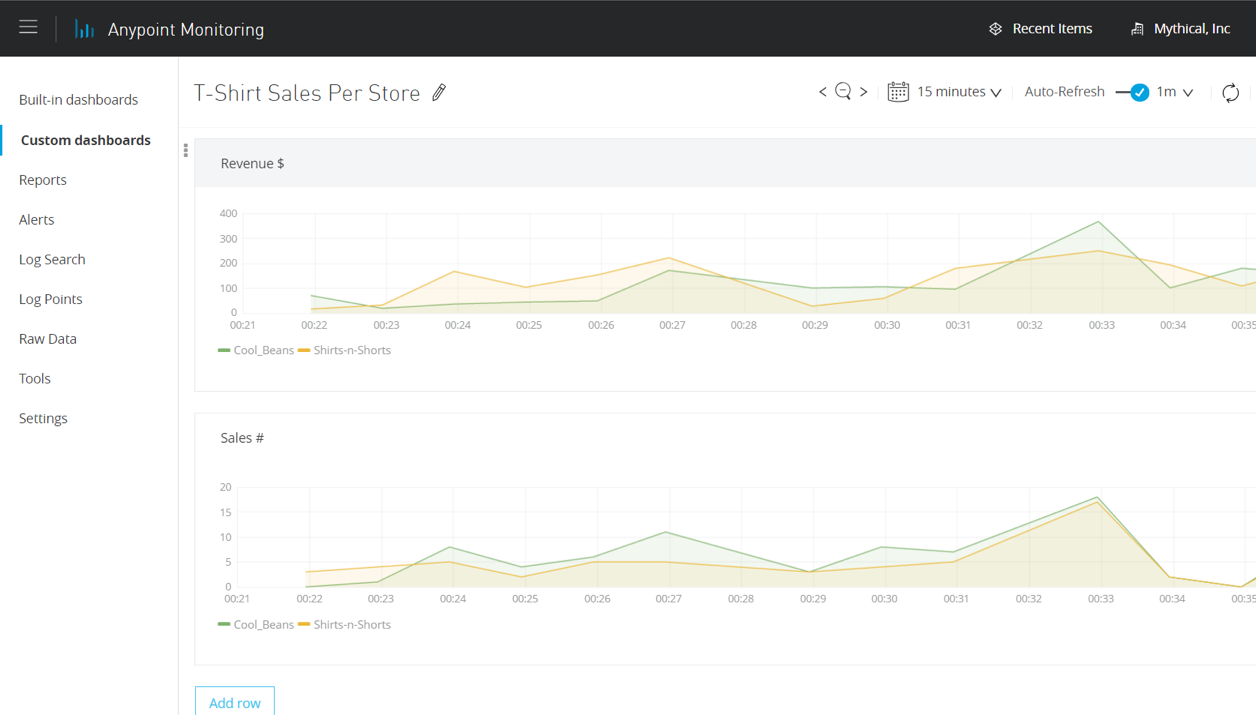 Anypoint Monitoring
Recent Items
Mythical, Inc
Built-in dashboards
Custom dashboards
Reports
Alerts
Log Search
Log Points
Raw Data
Tools
Settings
T-Shirt Sales Per Store
15 minutes
Auto-Refresh
1m
Revenue $
400
300
200
100
0
00:21 00:22 00:23 00:24 00:25 00:26 00:27 00:28 00:29 00:30 00:31 00:32 00:33 00:34 00:35
Cool_Beans Shirts-n-Shorts
Sales #
20
15
10
5
0
00:21 00:22 00:23 00:24 00:25 00:26 00:27 00:28 00:29 00:30 00:31 00:32 00:33 00:34 00:35
Cool_Beans Shirts-n-Shorts
Add row